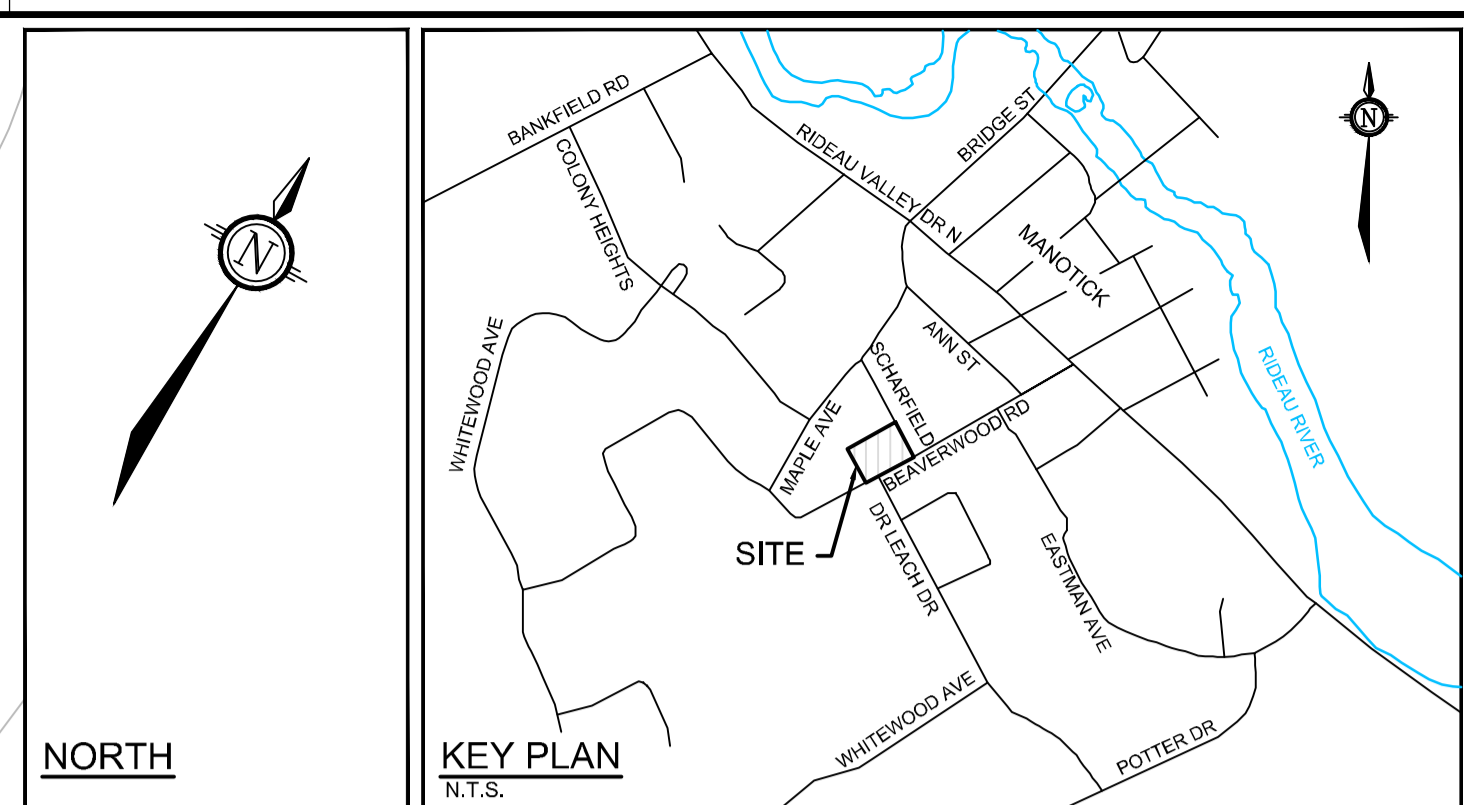 N
NORTH
BANKFIELD RD
COLONY HEIGHTS
RIDEAU VALLEY DR N
BRIDGE ST
N
MANOTICK
WHITEWOOD AVE
ANN ST
SCHARFIELD
RIDEAU RIVER
MAPLE AVE
BEAVERWOOD RD
SITE
DR LEACH DR
EASTMAN AVE
WHITEWOOD AVE
POTTER DR
KEY PLAN
N.T.S.